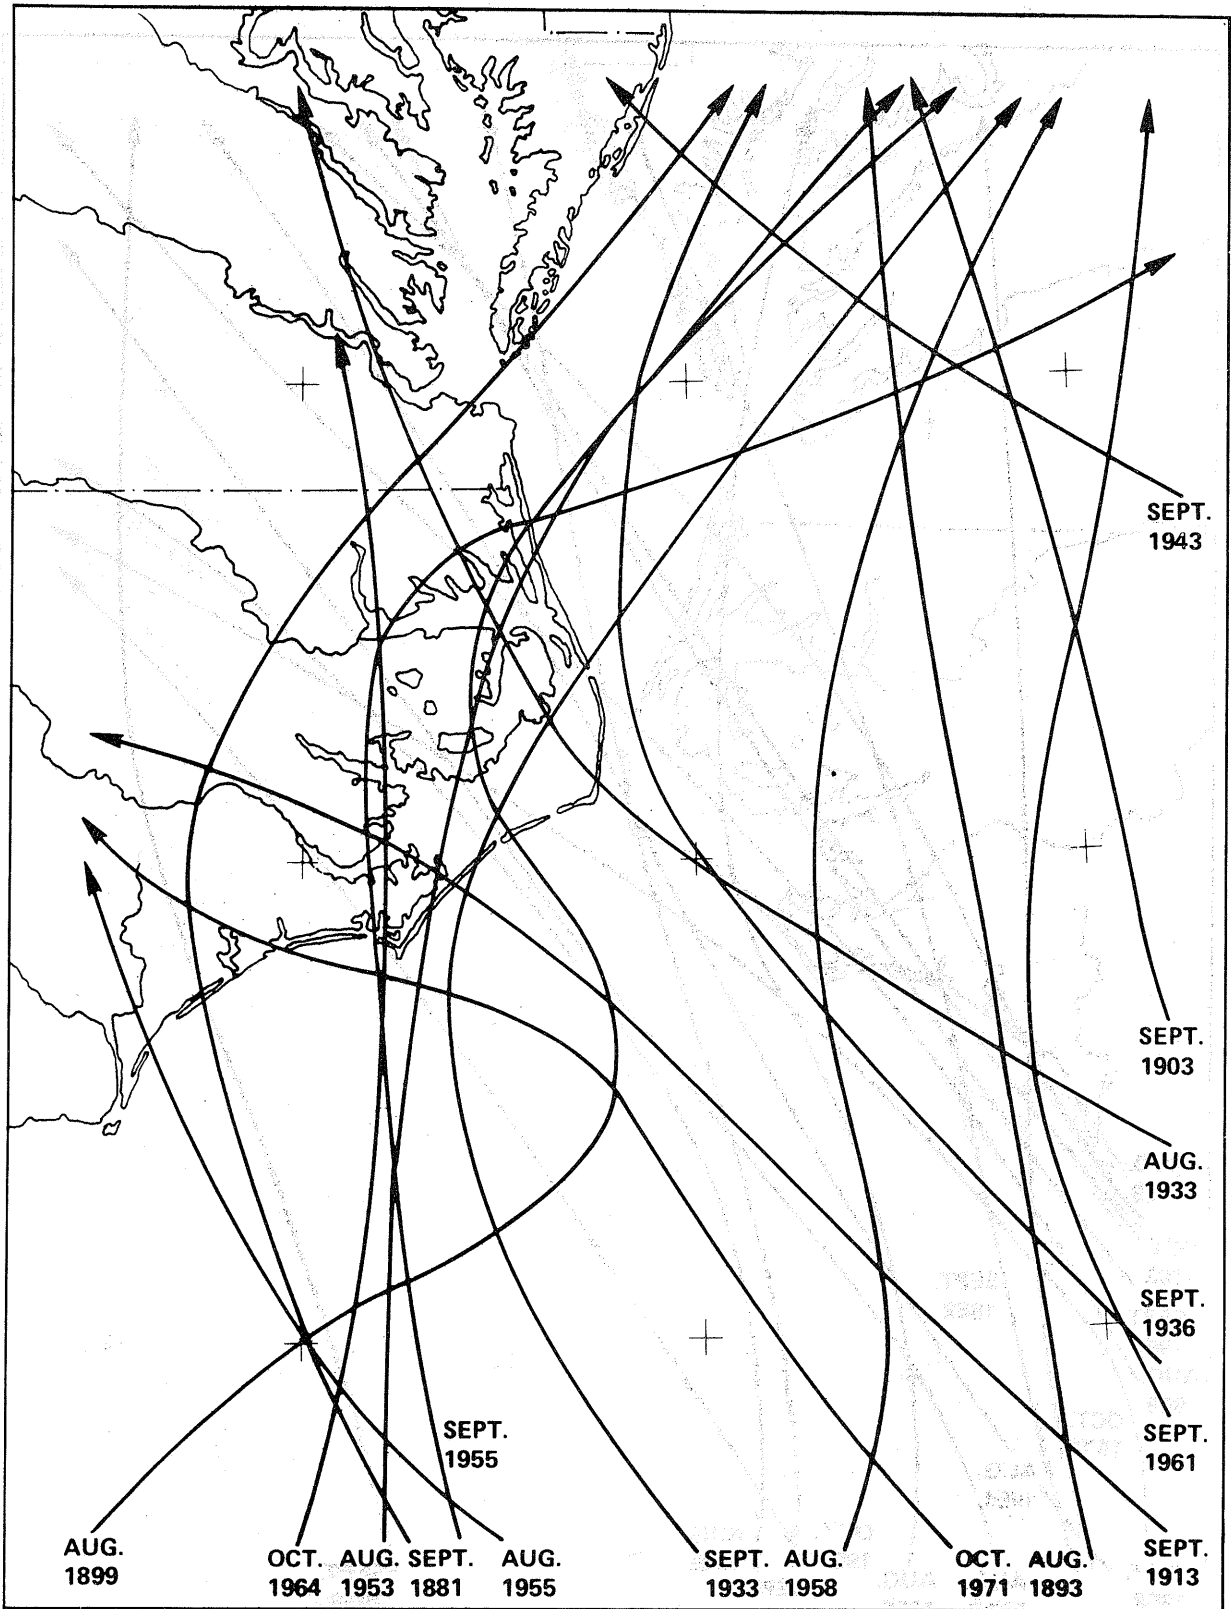 SEPT.
1943
SEPT.
1903
AUG.
1933
SEPT.
1936
SEPT.
1961
SEPT.
1913
SEPT.
1955
AUG.
1899
OCT.
1964
AUG.
1953
SEPT.
1881
AUG.
1955
SEPT.
1933
AUG.
1958
OCT.
1971
AUG.
1893